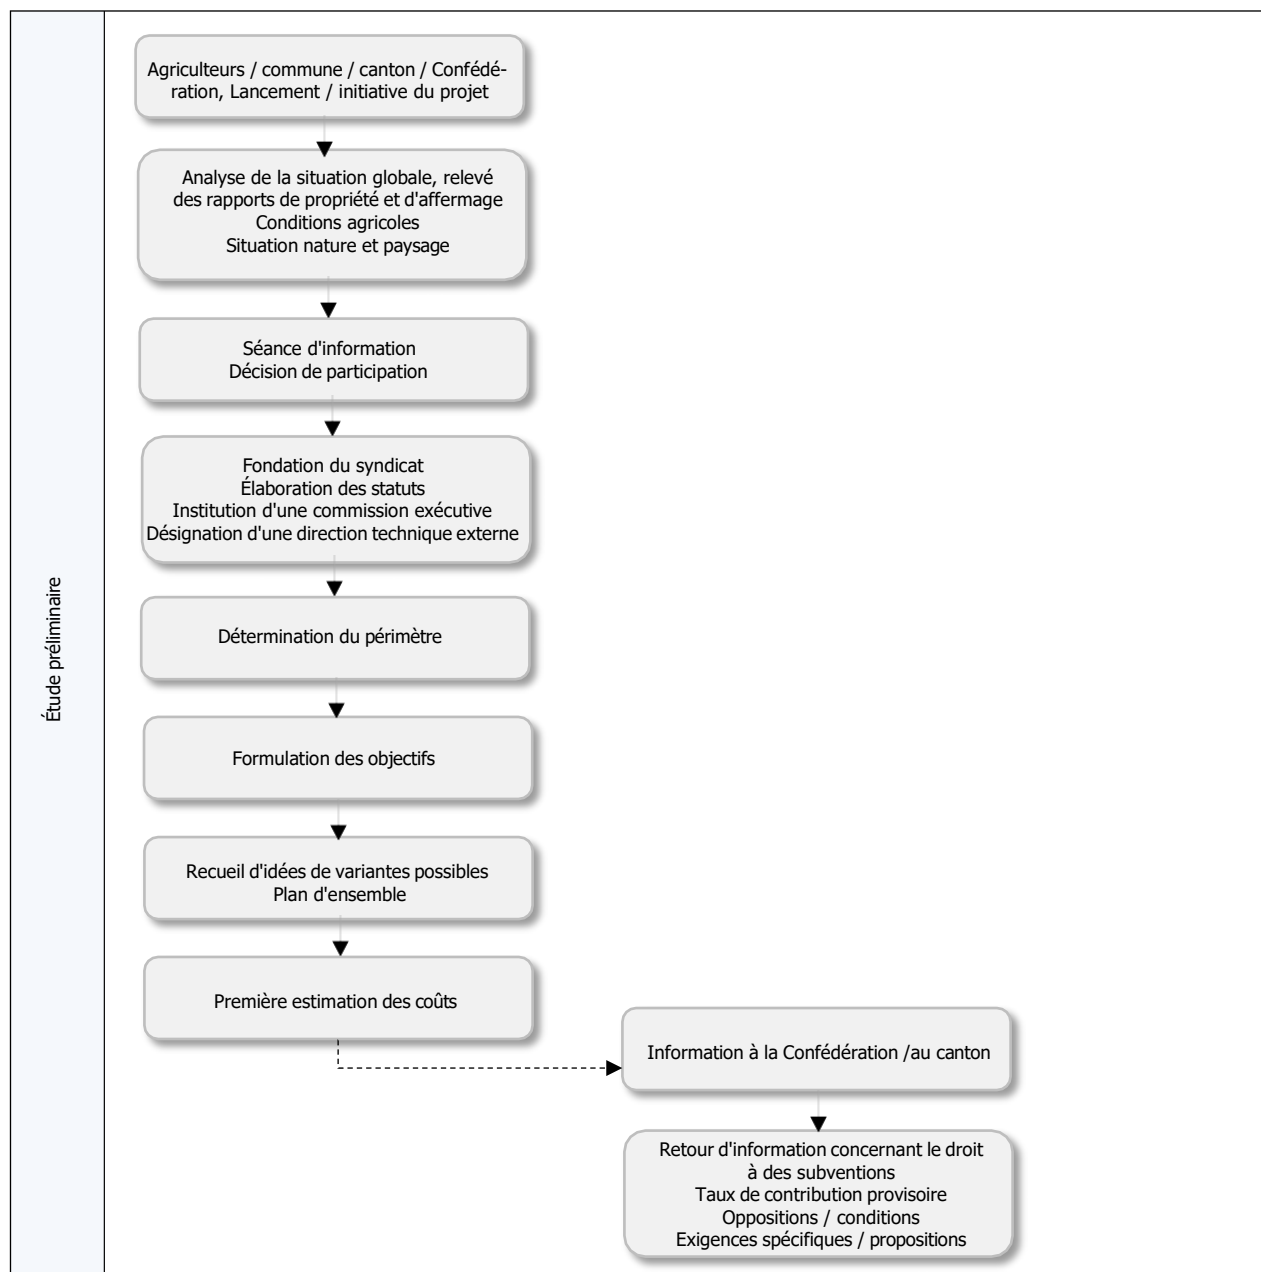 Étude préliminaire
Agriculteurs / commune / canton / Confédé-
ration, Lancement / initiative du projet
Analyse de la situation globale, relevé
des rapports de propriété et d'affermage
Conditions agricoles
Situation nature et paysage
Séance d'information
Décision de participation
Fondation du syndicat
Élaboration des statuts
Institution d'une commission exécutive
Désignation d'une direction technique externe
Détermination du périmètre
Formulation des objectifs
Recueil d'idées de variantes possibles
Plan d'ensemble
Première estimation des coûts
Information à la Confédération /au canton
Retour d'information concernant le droit
à des subventions
Taux de contribution provisoire
Oppositions / conditions
Exigences spécifiques / propositions